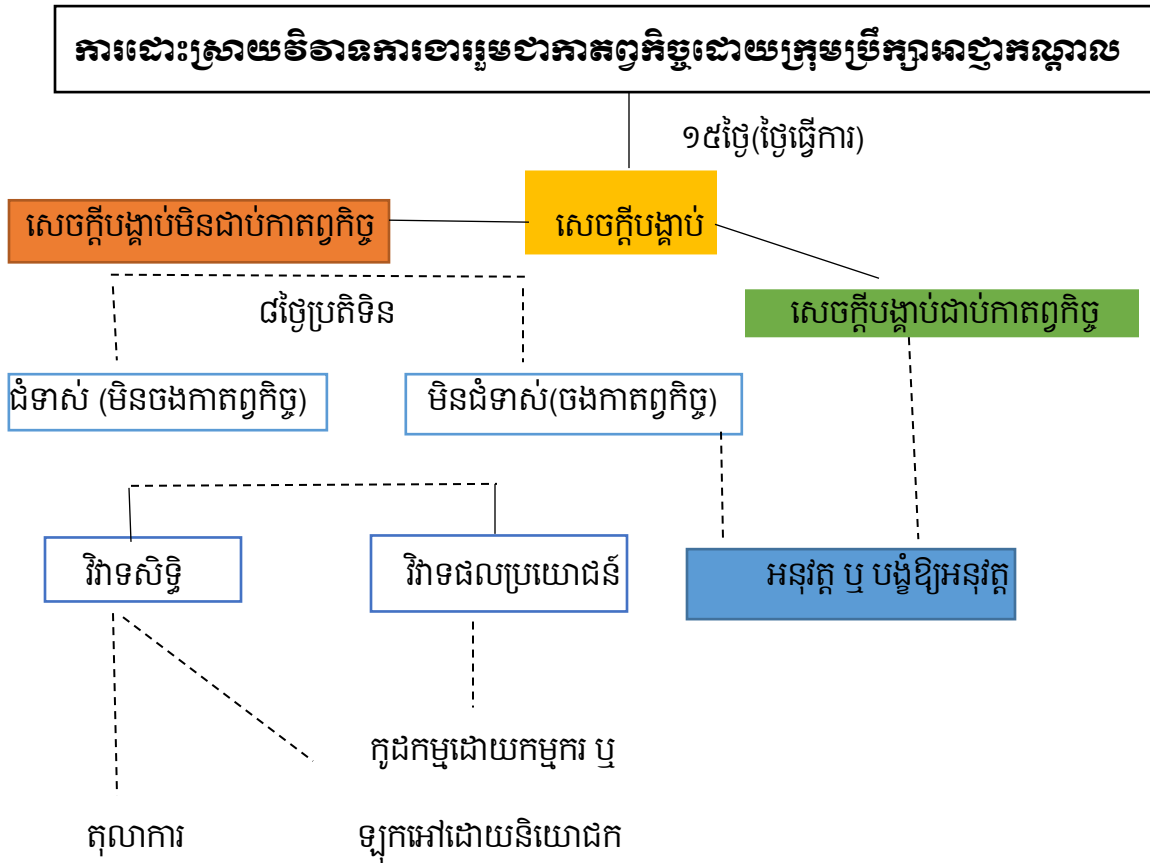 ការដោះស្រាយវិវាទការងាររួមជាកាតព្វកិច្ចដោយក្រុមប្រឹក្សាអាជ្ញាកណ្តាល
១៥ថ្ងៃ(ថ្ងៃធ្វើការ)
សេចក្តីបង្គាប់មិនជាប់កាតព្វកិច្ច
សេចក្តីបង្គាប់
៨ថ្ងៃប្រតិទិន
សេចក្តីបង្គាប់ជាប់កាតព្វកិច្ច
ជំទាស់ (មិនចងកាតព្វកិច្ច)
មិនជំទាស់(ចងកាតព្វកិច្ច)
វិវាទសិទ្ធិ
វិវាទផលប្រយោជន៍
អនុវត្ត ឬ បង្ខំឱ្យអនុវត្ត
កូដកម្មដោយកម្មករ ឬ
តុលាការ
ឡុកអៅដោយនិយោជក